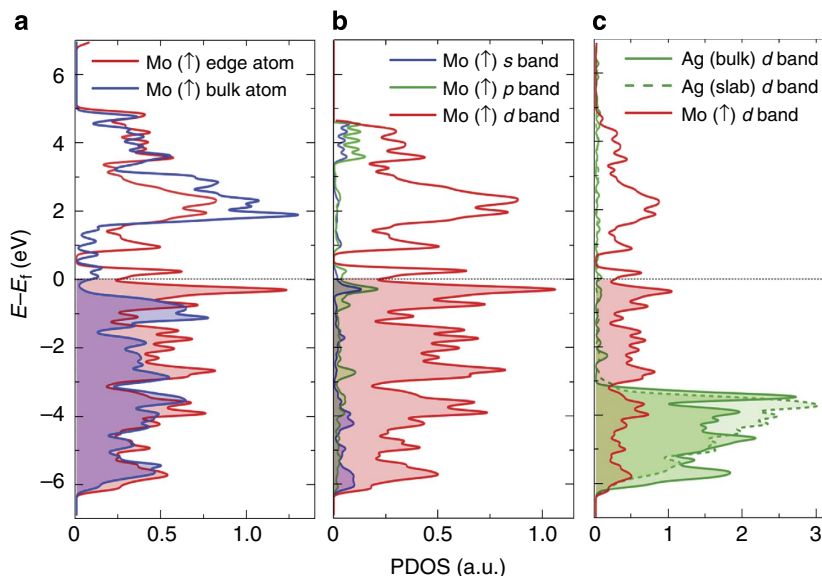 a
b
c
Mo (↑) edge atom
Mo (↑) bulk atom
Mo (↑) s band
Mo (↑) p band
Mo (↑) d band
Ag (bulk) d band
Ag (slab) d band
Mo (↑) d band
E–Ef (eV)
6
4
2
0
–2
–4
–6
0 0.5 1.0
0 0.5 1.0
0 1 2 3
PDOS (a.u.)